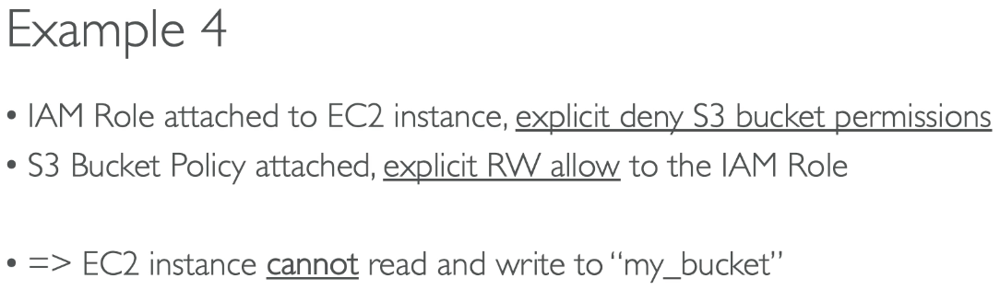 Example 4
• IAM Role attached to EC2 instance, explicit deny S3 bucket permissions
• S3 Bucket Policy attached, explicit RW allow to the IAM Role
• => EC2 instance cannot read and write to “my_bucket”